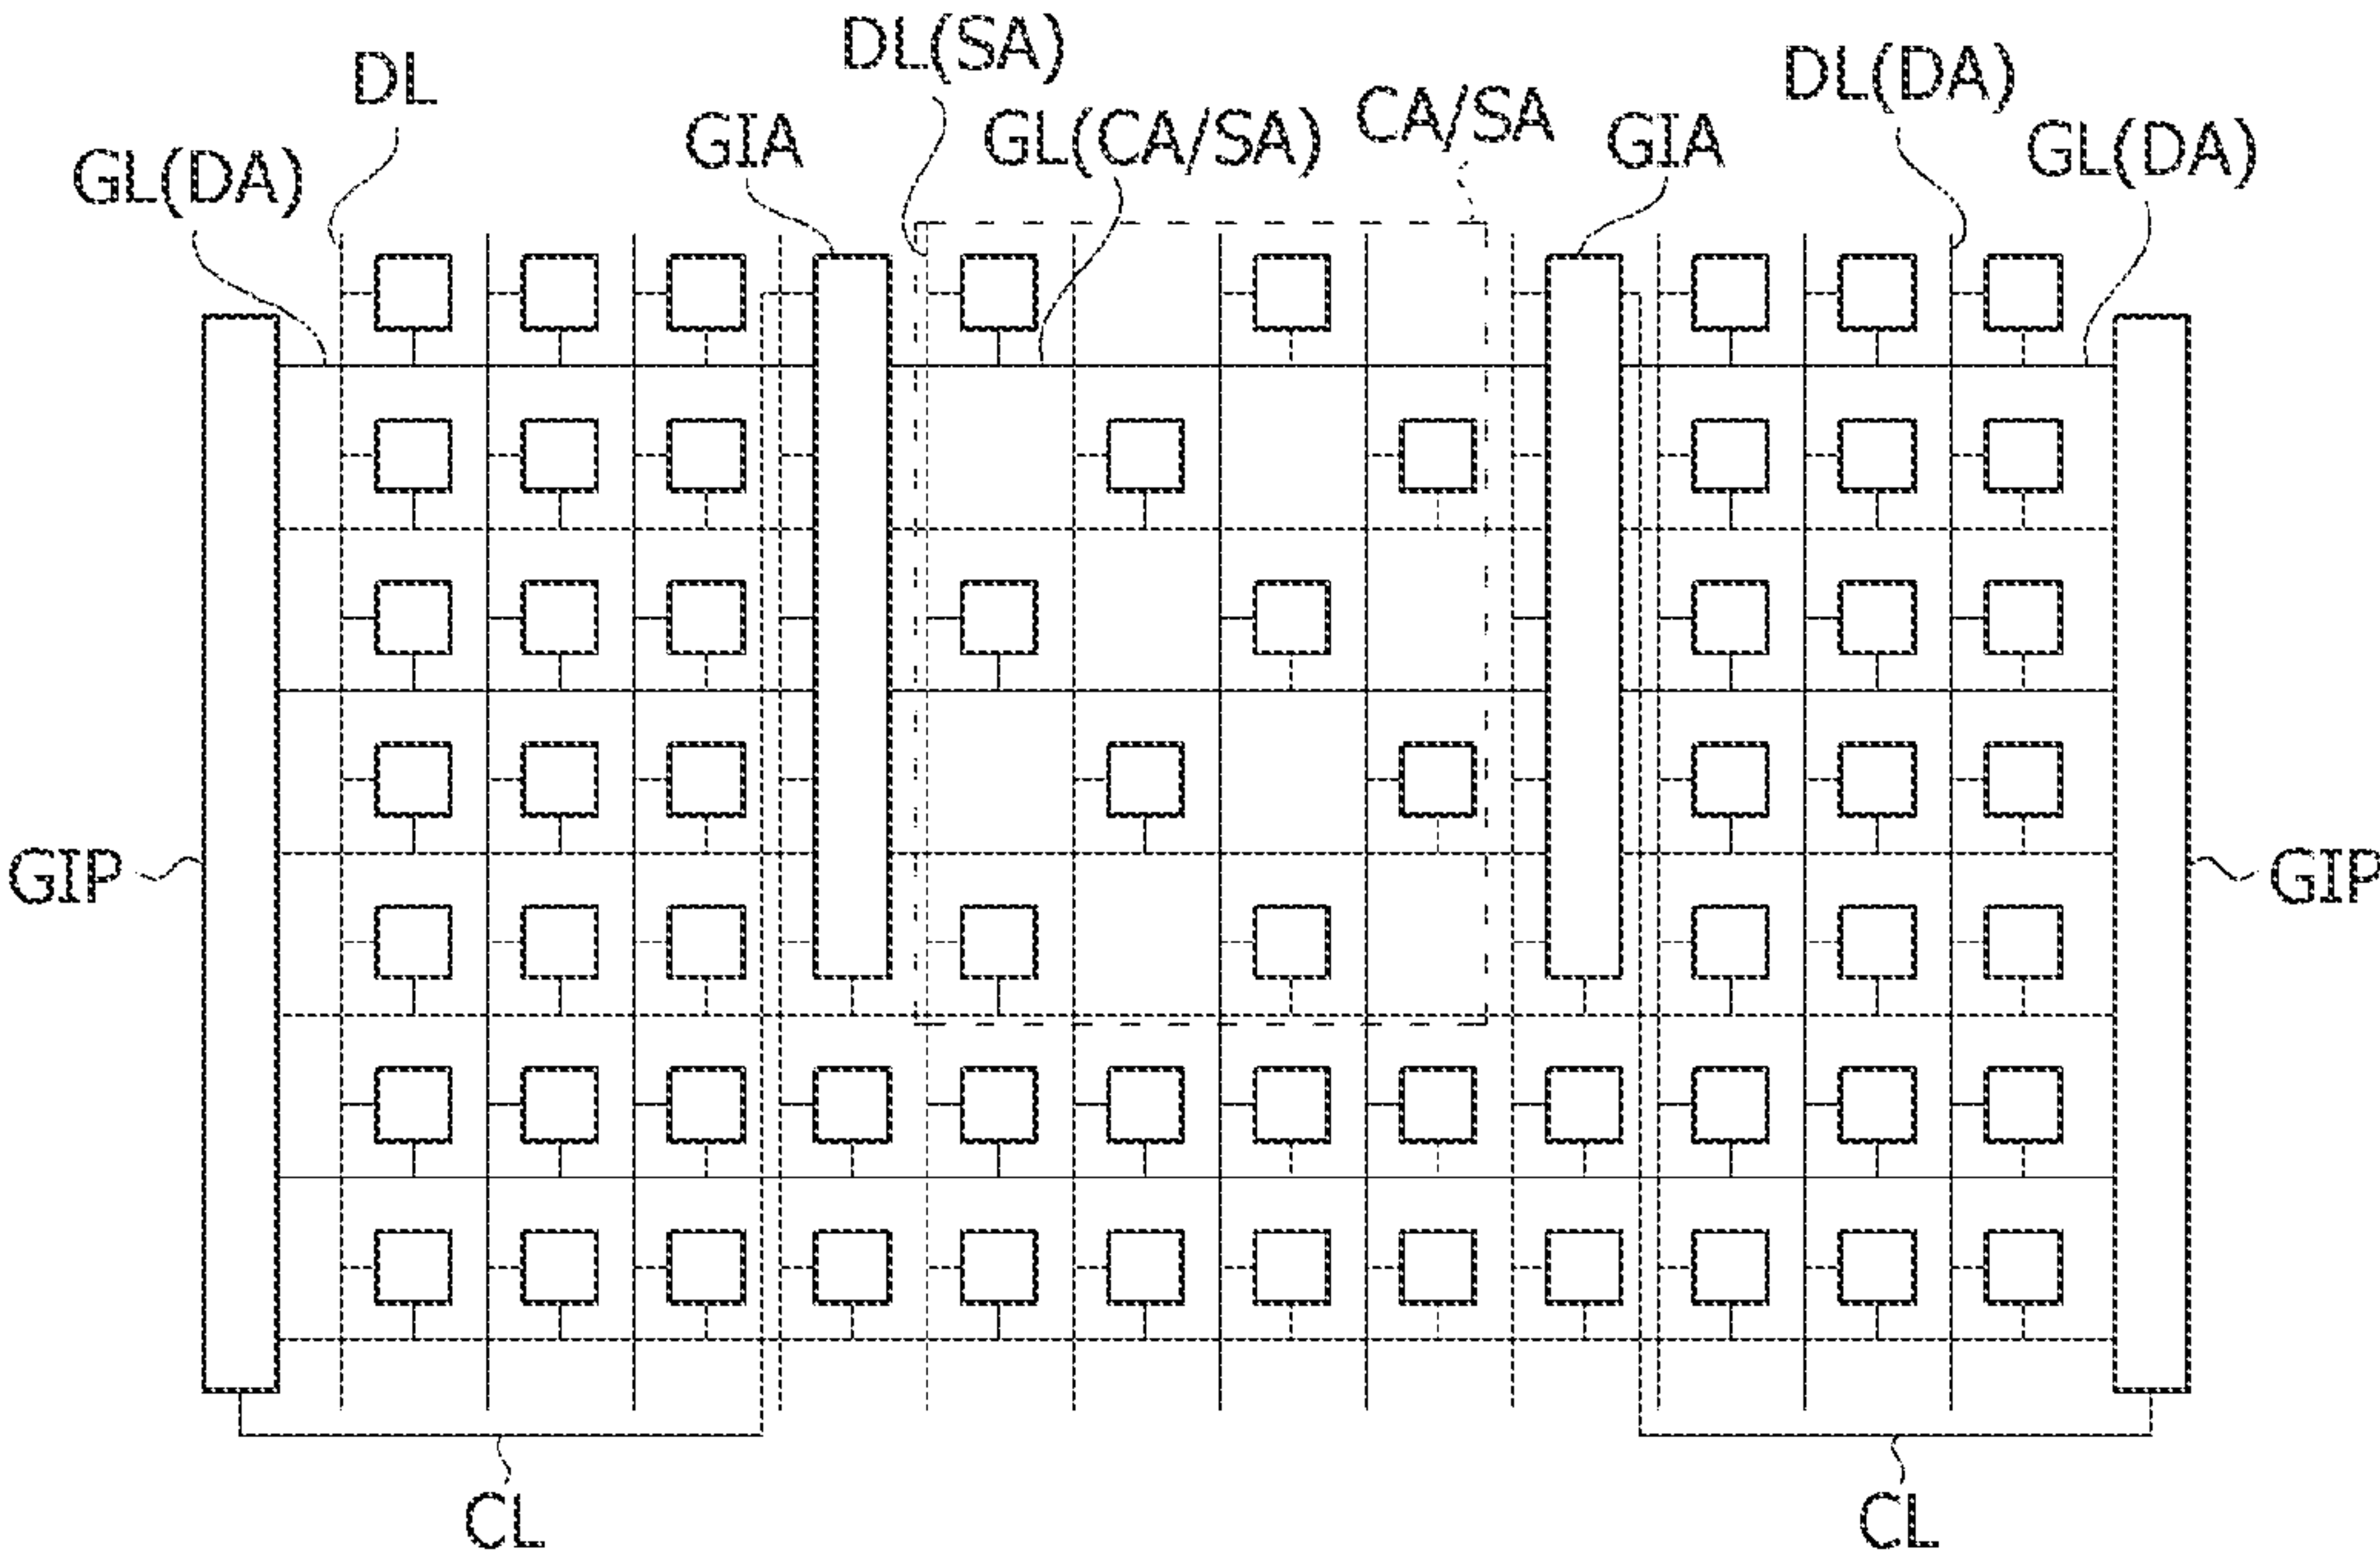 DL(SA)
DL
DL(DA)
CA/SA
GL(CA/SA)
GIA
GIA
GL(DA)
GL(DA)
GIP
GIP
CL
CL